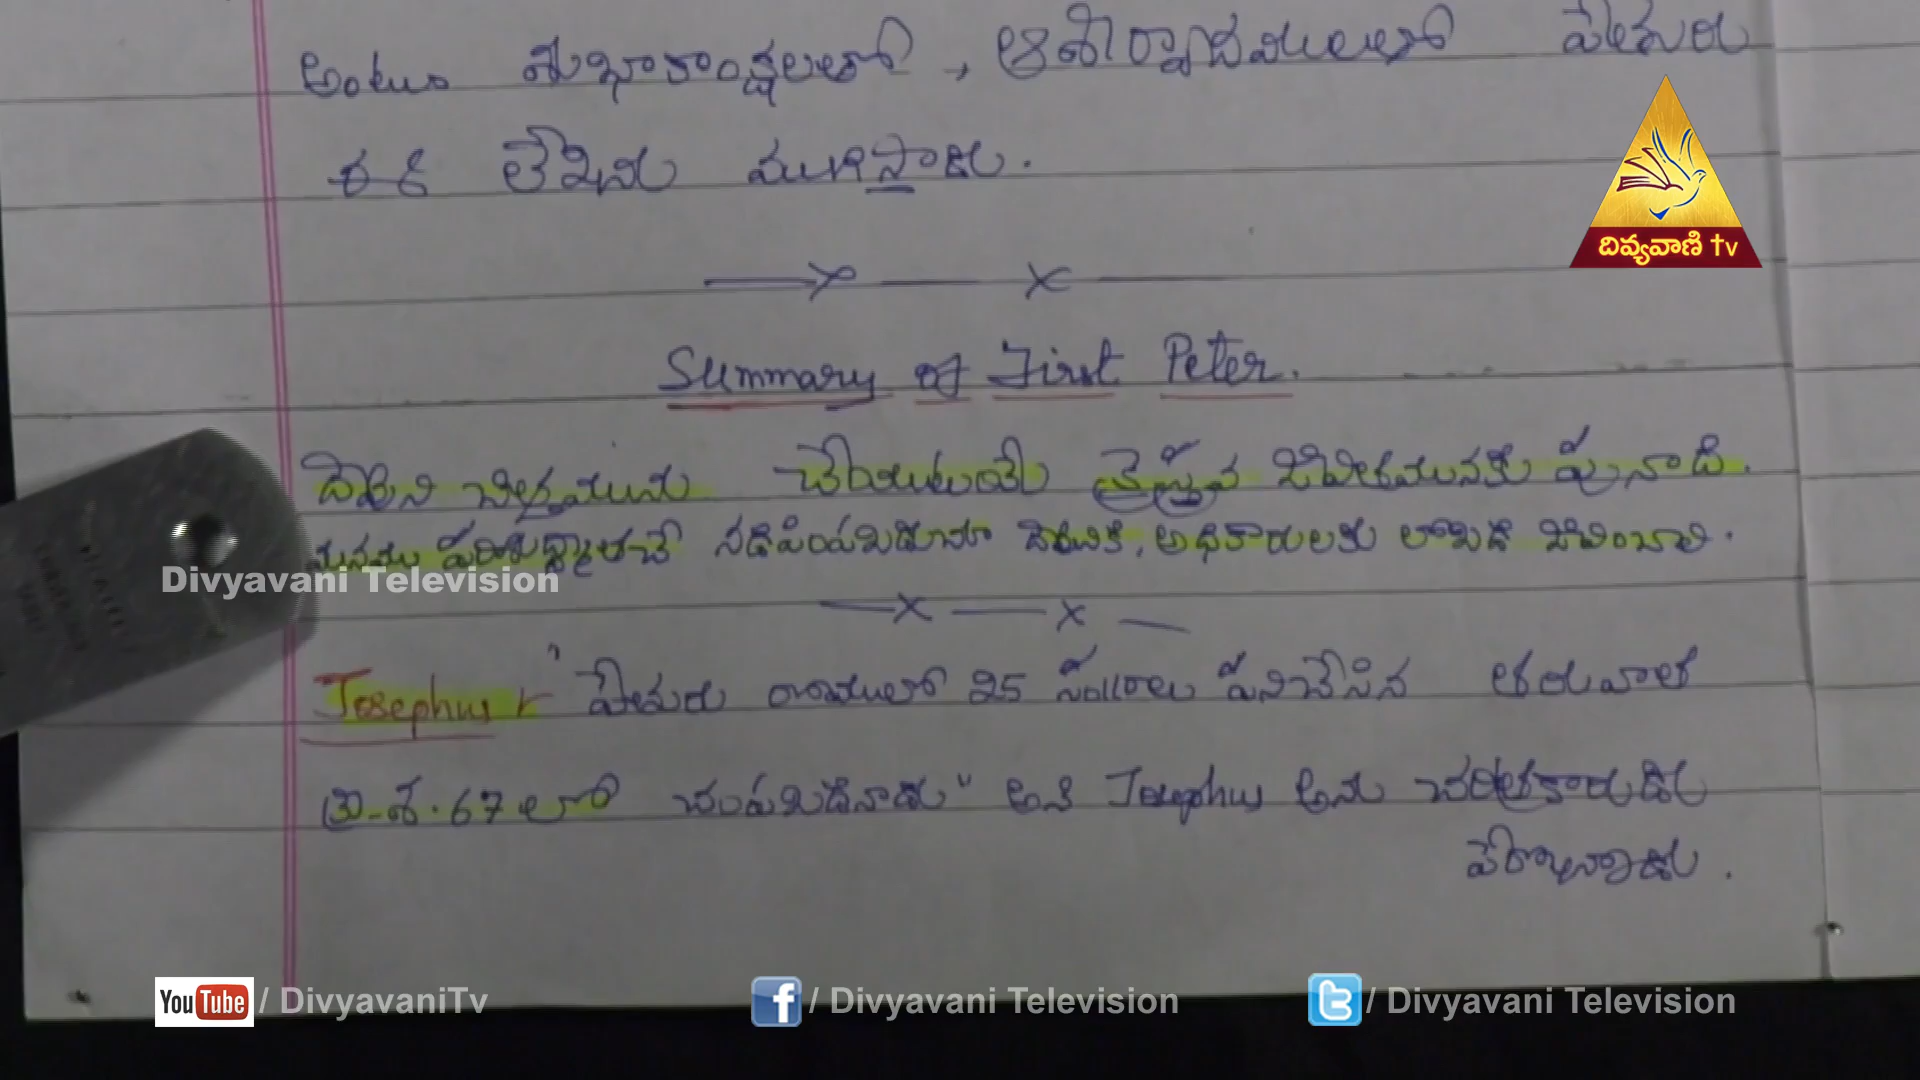 శుభాకాంక్షలతో, ఆశీర్వాదములతో పేతురు
ఈ లేఖను ముగిస్తాడు.
దివ్యవాణి tv
Summary of First Peter.
దేవుని చిత్తమును చేయుటయే క్రైస్తవ జీవితమునకు పునాది.
మనము పరిశుద్ధాత్మచే నడిపింపబడుచూ దేవునికి, అధికారులకు లోబడి జీవించాలి.
Divyavani Television
Josephus :- "పేతురు రోములో 25 సం॥రాలు పనిచేసిన తరువాత
క్రీ.శ. 67 లో చంపబడినాడు" అని Josephus అను చరిత్రకారుడు
పేర్కొన్నాడు.
YouTube / DivyavaniTv
f / Divyavani Television
t / Divyavani Television